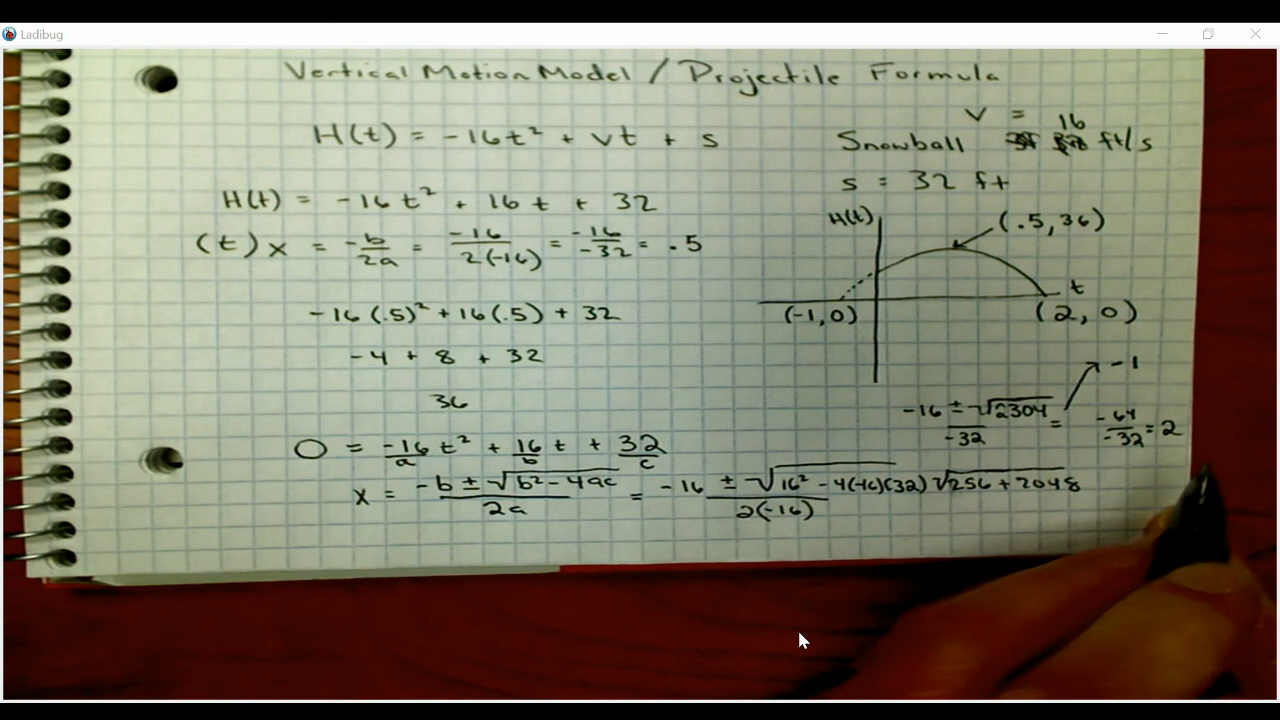 Ladibug
Vertical Motion Model / Projectile Formula
H(t) = -16t² + vt + s
v = 16
Snowball ft/s
s = 32 ft
H(t) = -16t² + 16t + 32
(t) x = -b/2a = -16/2(-16) = -16/-32 = .5
H(t)
(.5, 36)
t
(-1, 0)
(2, 0)
-16(.5)² + 16(.5) + 32
-4 + 8 + 32
36
-1
-16 ± √2304 / -32 = -64/-32 = 2
0 = -16t² + 16t + 32
a b c
x = -b ± √b² - 4ac / 2a = -16 ± √16² - 4(-16)(32) / 2(-16) √256 + 2048